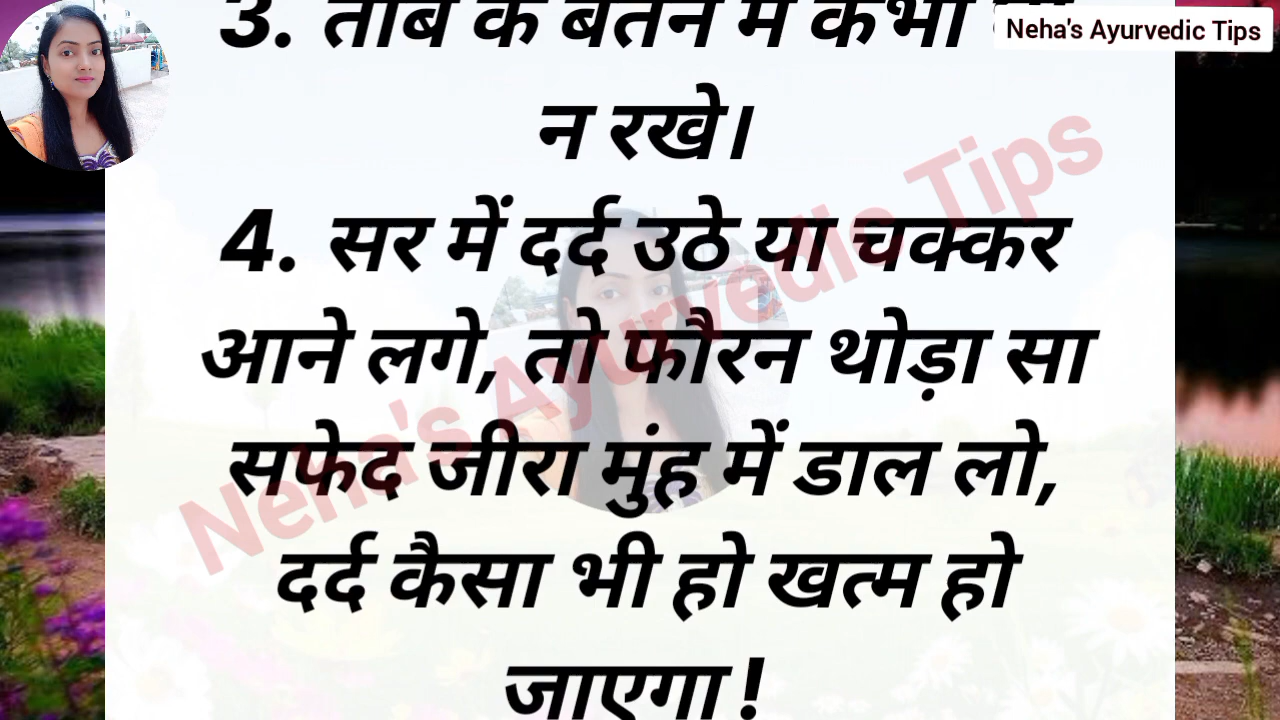 3. तांबे के बर्तन में कभी
Neha's Ayurvedic Tips
न रखे।
4. सर में दर्द उठे या चक्कर
आने लगे, तो फौरन थोड़ा सा
सफेद जीरा मुंह में डाल लो,
दर्द कैसा भी हो खत्म हो
जाएगा!
Neha's Ayurvedic Tips